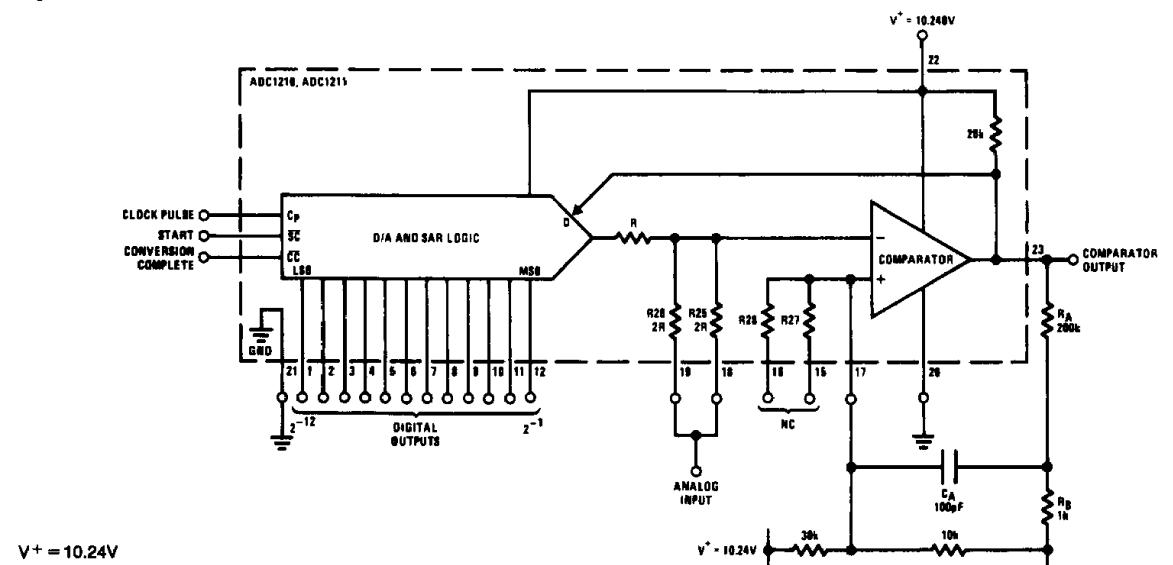 V+ = 10.240V
22
ADC1210, ADC1211
20k
CLOCK PULSE
START
CONVERSION
COMPLETE
CP
SC
CC
D/A AND SAR LOGIC
D
R
LSB
MSB
COMPARATOR
−
+
23
COMPARATOR
OUTPUT
R26
2R
R25
2R
R28
R27
RA
200k
GND
21
1
2
3
4
5
6
7
8
9
10
11
12
19
18
16
15
17
20
2-12
DIGITAL
OUTPUTS
2-1
NC
ANALOG
INPUT
CA
100pF
RB
1k
V+ = 10.24V
V+ = 10.24V
30k
10k